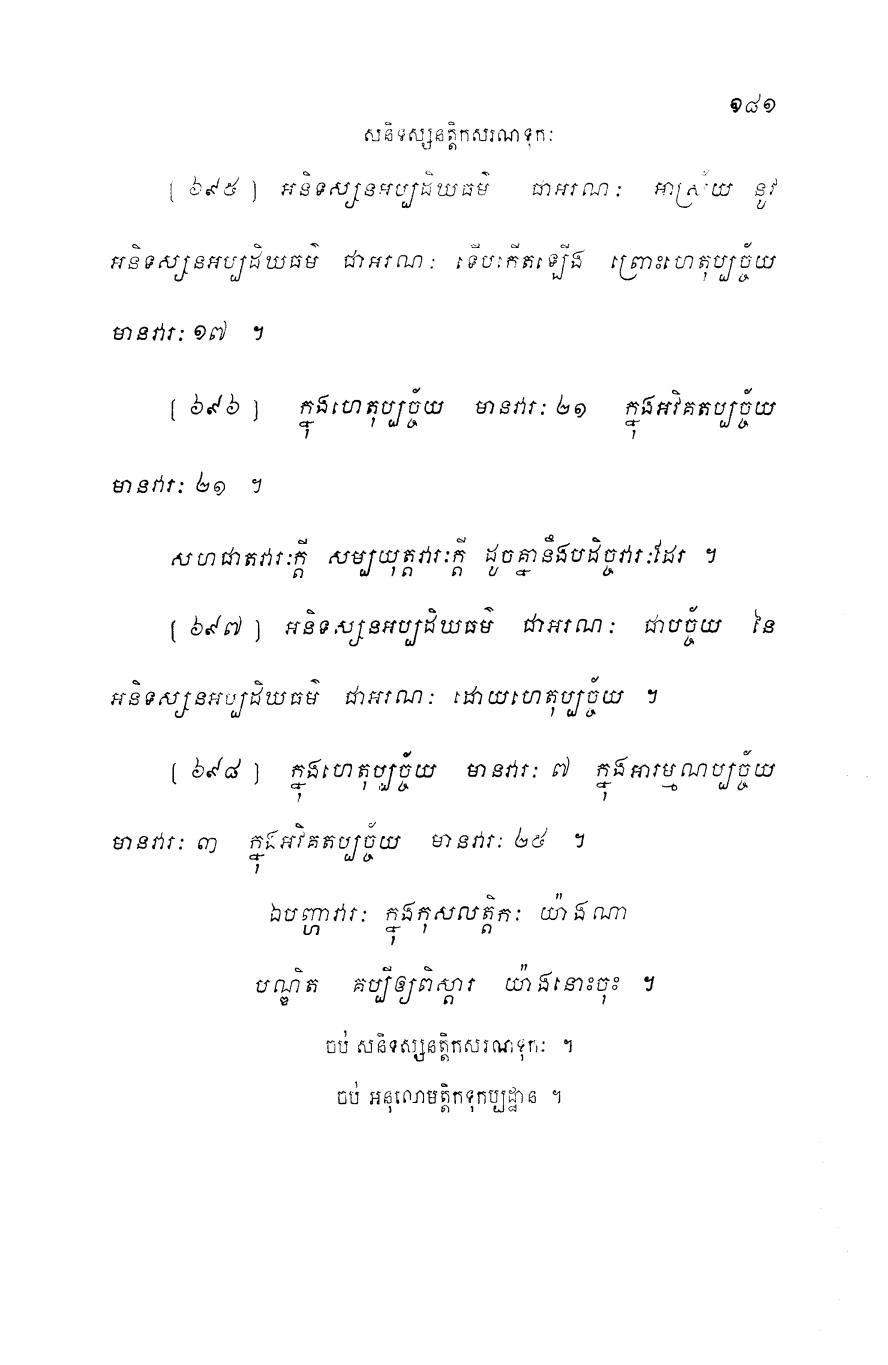 ១៨១
សនិទស្សនត្តិកសរណទុកៈ
[ ៦៩៥ ] អនិទស្សនអប្បដិឃធម៌ ជាអរណៈ អាស្រ័យ នូវ
អនិទស្សនអប្បដិឃធម៌ ជាអរណៈ ទើបកើតឡើង ព្រោះហេតុប្បច្ច័យ
មានវារៈ ១៧ ។
[ ៦៩៦ ] ក្នុងហេតុប្បច្ច័យ មានវារៈ ២១ ក្នុងអវិគតប្បច្ច័យ
មានវារៈ ២១ ។
សហជាតវារៈក្តី សម្បយុត្តវារៈក្តី ដូចគ្នានឹងបដិច្ចវារៈដែរ ។
[ ៦៩៧ ] អនិទស្សនអប្បដិឃធម៌ ជាអរណៈ ជាបច្ច័យ នៃ
អនិទស្សនអប្បដិឃធម៌ ជាអរណៈ ដោយហេតុប្បច្ច័យ ។
[ ៦៩៨ ] ក្នុងហេតុប្បច្ច័យ មានវារៈ ៧ ក្នុងអារម្មណប្បច្ច័យ
មានវារៈ ៣ ក្នុងអវិគតប្បច្ច័យ មានវារៈ ២៥ ។
ឯបញ្ហាវារៈ ក្នុងកុសលត្តិកៈ យ៉ាងណា
បណ្ឌិត គប្បីឲ្យពិស្តារ យ៉ាងនោះចុះ ។
ចប់ សនិទស្សនត្តិកសរណទុកៈ ។
ចប់ អនុលោមត្តិកទុកប្បដ្ឋាន ។